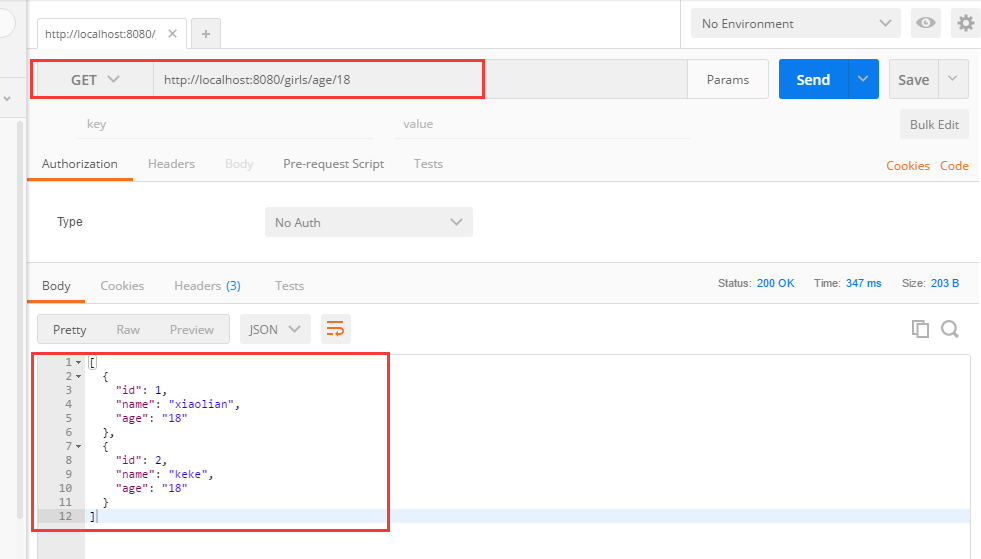 http://localhost:8080/
No Environment
GET http://localhost:8080/girls/age/18 Params Send Save
key value Bulk Edit
Authorization Headers Body Pre-request Script Tests Cookies Code
Type No Auth
Body Cookies Headers (3) Tests Status: 200 OK Time: 347 ms Size: 203 B
Pretty Raw Preview JSON
1 [
2 {
3 "id": 1,
4 "name": "xiaolian",
5 "age": "18"
6 },
7 {
8 "id": 2,
9 "name": "keke",
10 "age": "18"
11 }
12 ]